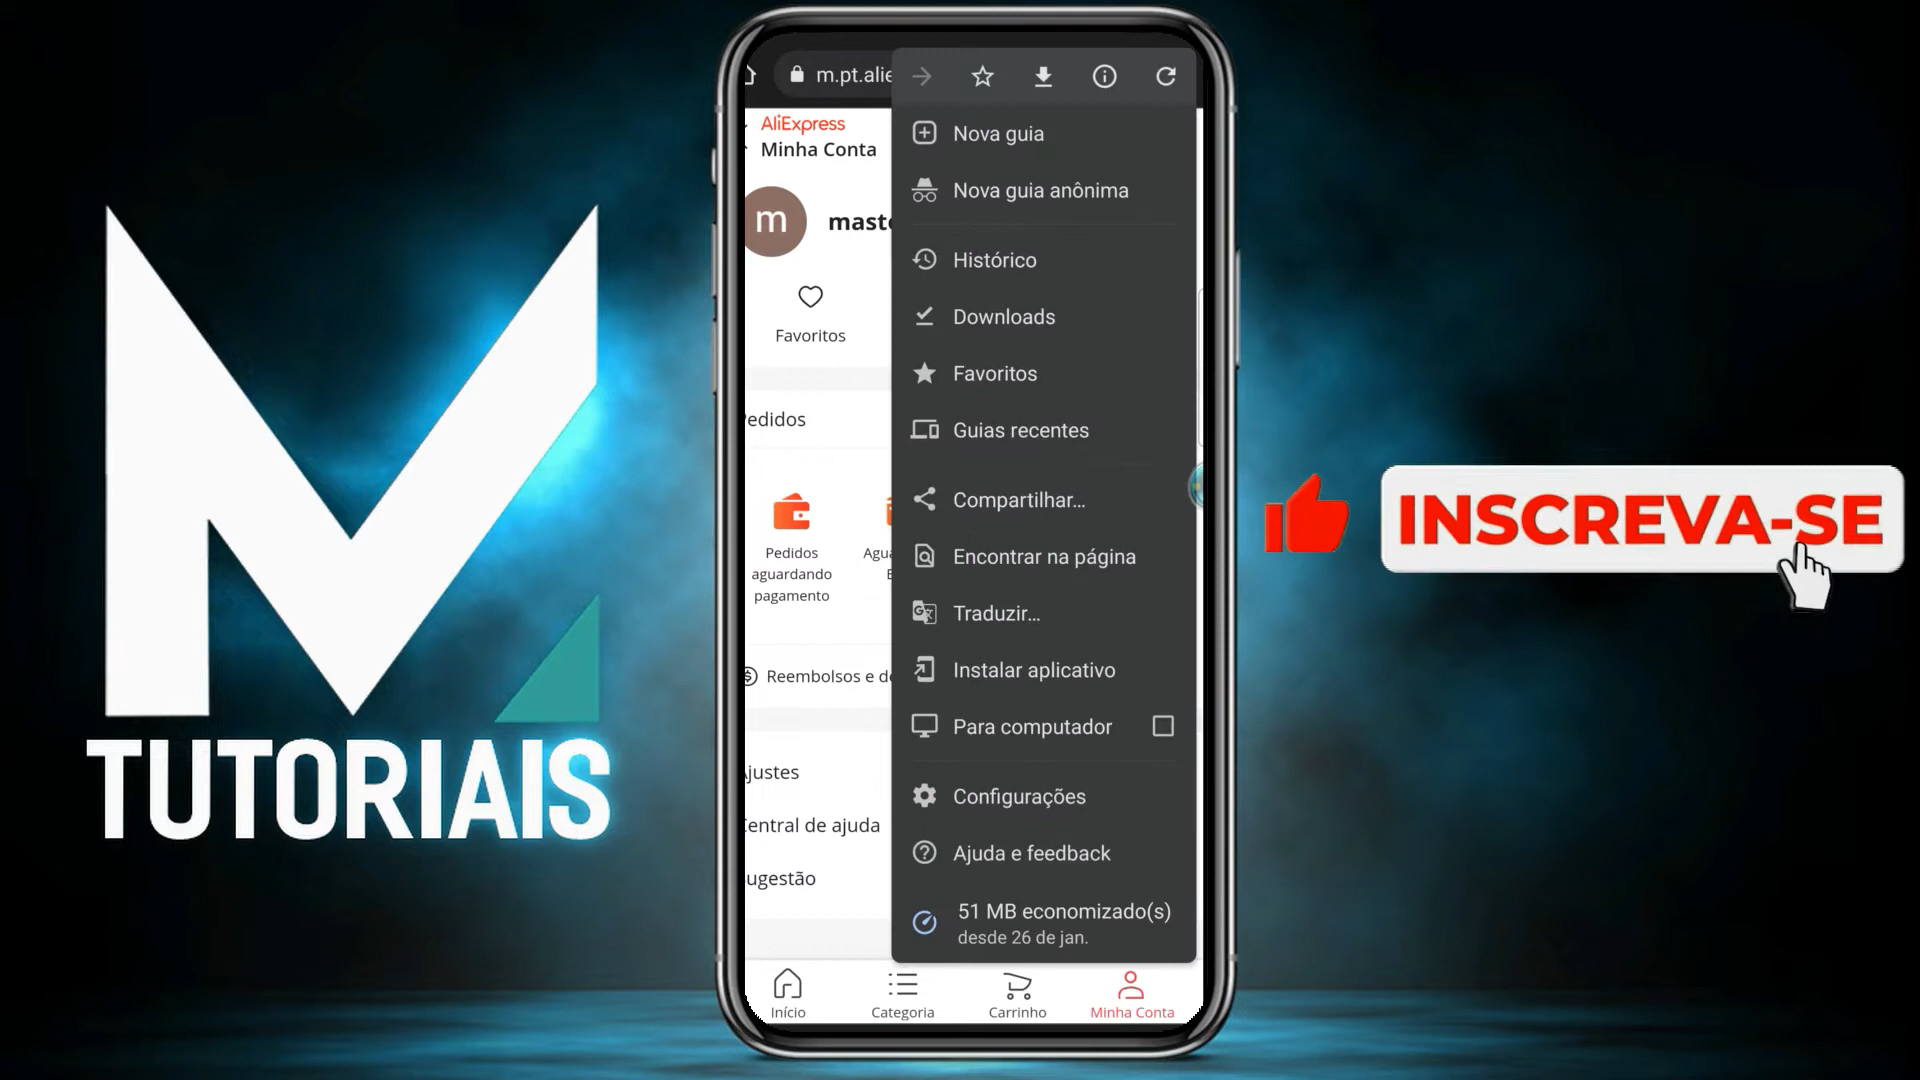 TUTORIAIS
m.pt.alie
AliExpress
Minha Conta
m
maste
Favoritos
edidos
Pedidos
aguardando
pagamento
Agua
E
Reembolsos e de
justes
entral de ajuda
ugestão
Início
Categoria
Carrinho
Minha Conta
Nova guia
Nova guia anônima
Histórico
Downloads
Favoritos
Guias recentes
Compartilhar...
Encontrar na página
Traduzir...
Instalar aplicativo
Para computador
Configurações
Ajuda e feedback
51 MB economizado(s)
desde 26 de jan.
INSCREVA-SE